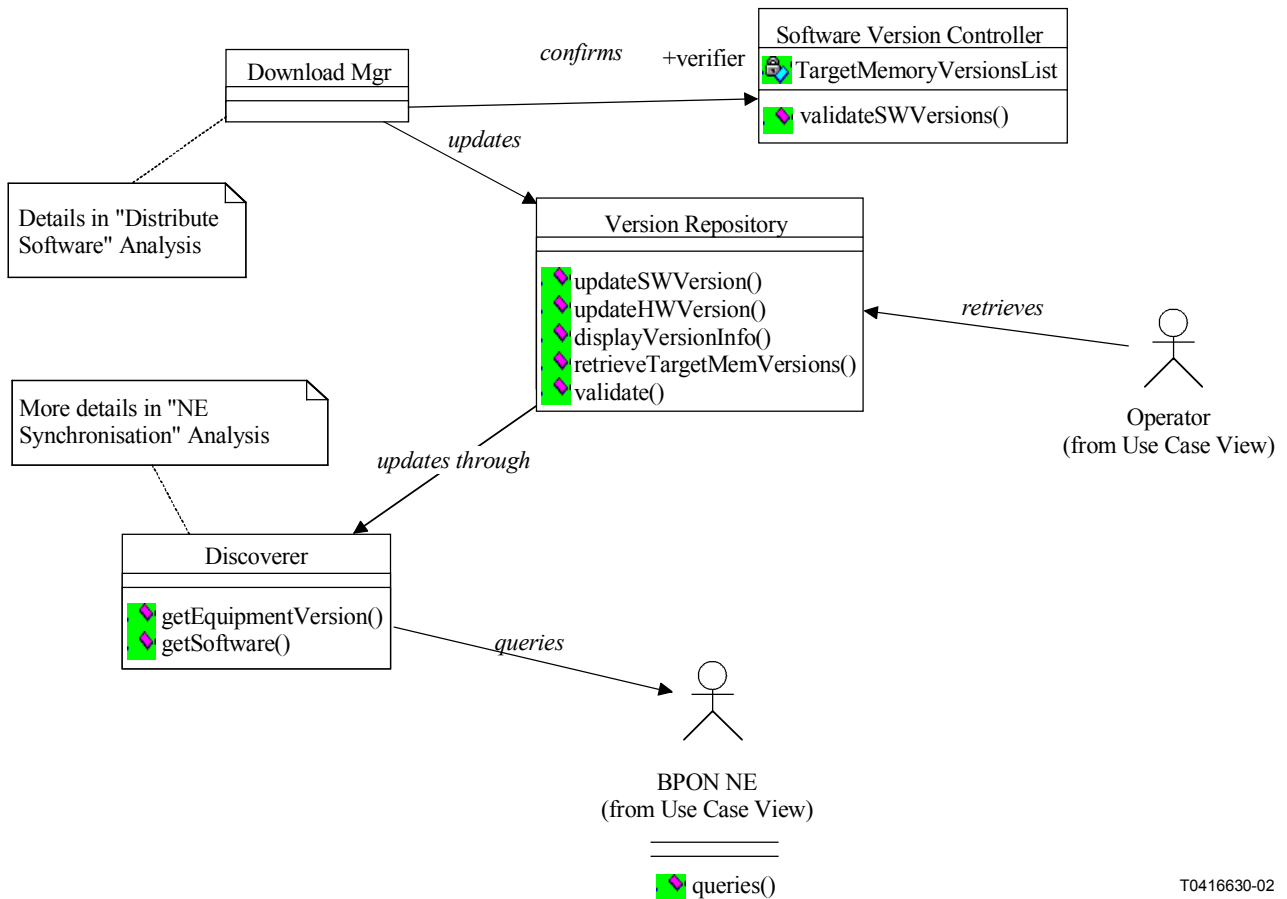 Software Version Controller
TargetMemoryVersionsList
validateSWVersions()
confirms
+verifier
Download Mgr
updates
Details in "Distribute
Software" Analysis
Version Repository
updateSWVersion()
updateHWVersion()
displayVersionInfo()
retrieveTargetMemVersions()
validate()
retrieves
Operator
(from Use Case View)
More details in "NE
Synchronisation" Analysis
updates through
Discoverer
getEquipmentVersion()
getSoftware()
queries
BPON NE
(from Use Case View)
queries()
T0416630-02